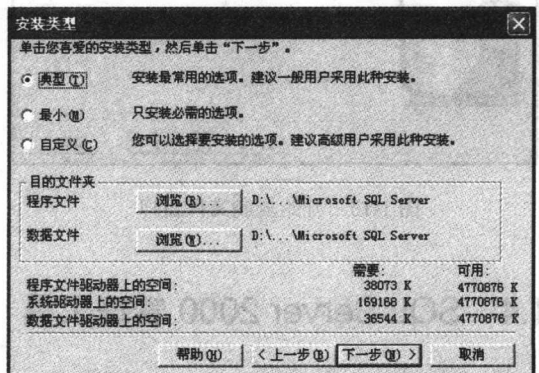 安装类型
单击您喜爱的安装类型，然后单击“下一步”。
典型(T) 安装最常用的选项。建议一般用户采用此种安装。
最小(M) 只安装必需的选项。
自定义(C) 您可以选择要安装的选项。建议高级用户采用此种安装。
目的文件夹
程序文件 浏览(R)... D:\...\Microsoft SQL Server
数据文件 浏览(W)... D:\...\Microsoft SQL Server
需要: 可用:
程序文件驱动器上的空间: 38073 K 4770876 K
系统驱动器上的空间: 169168 K 4770876 K
数据文件驱动器上的空间: 36544 K 4770876 K
帮助(H) <上一步(B) 下一步(N)> 取消